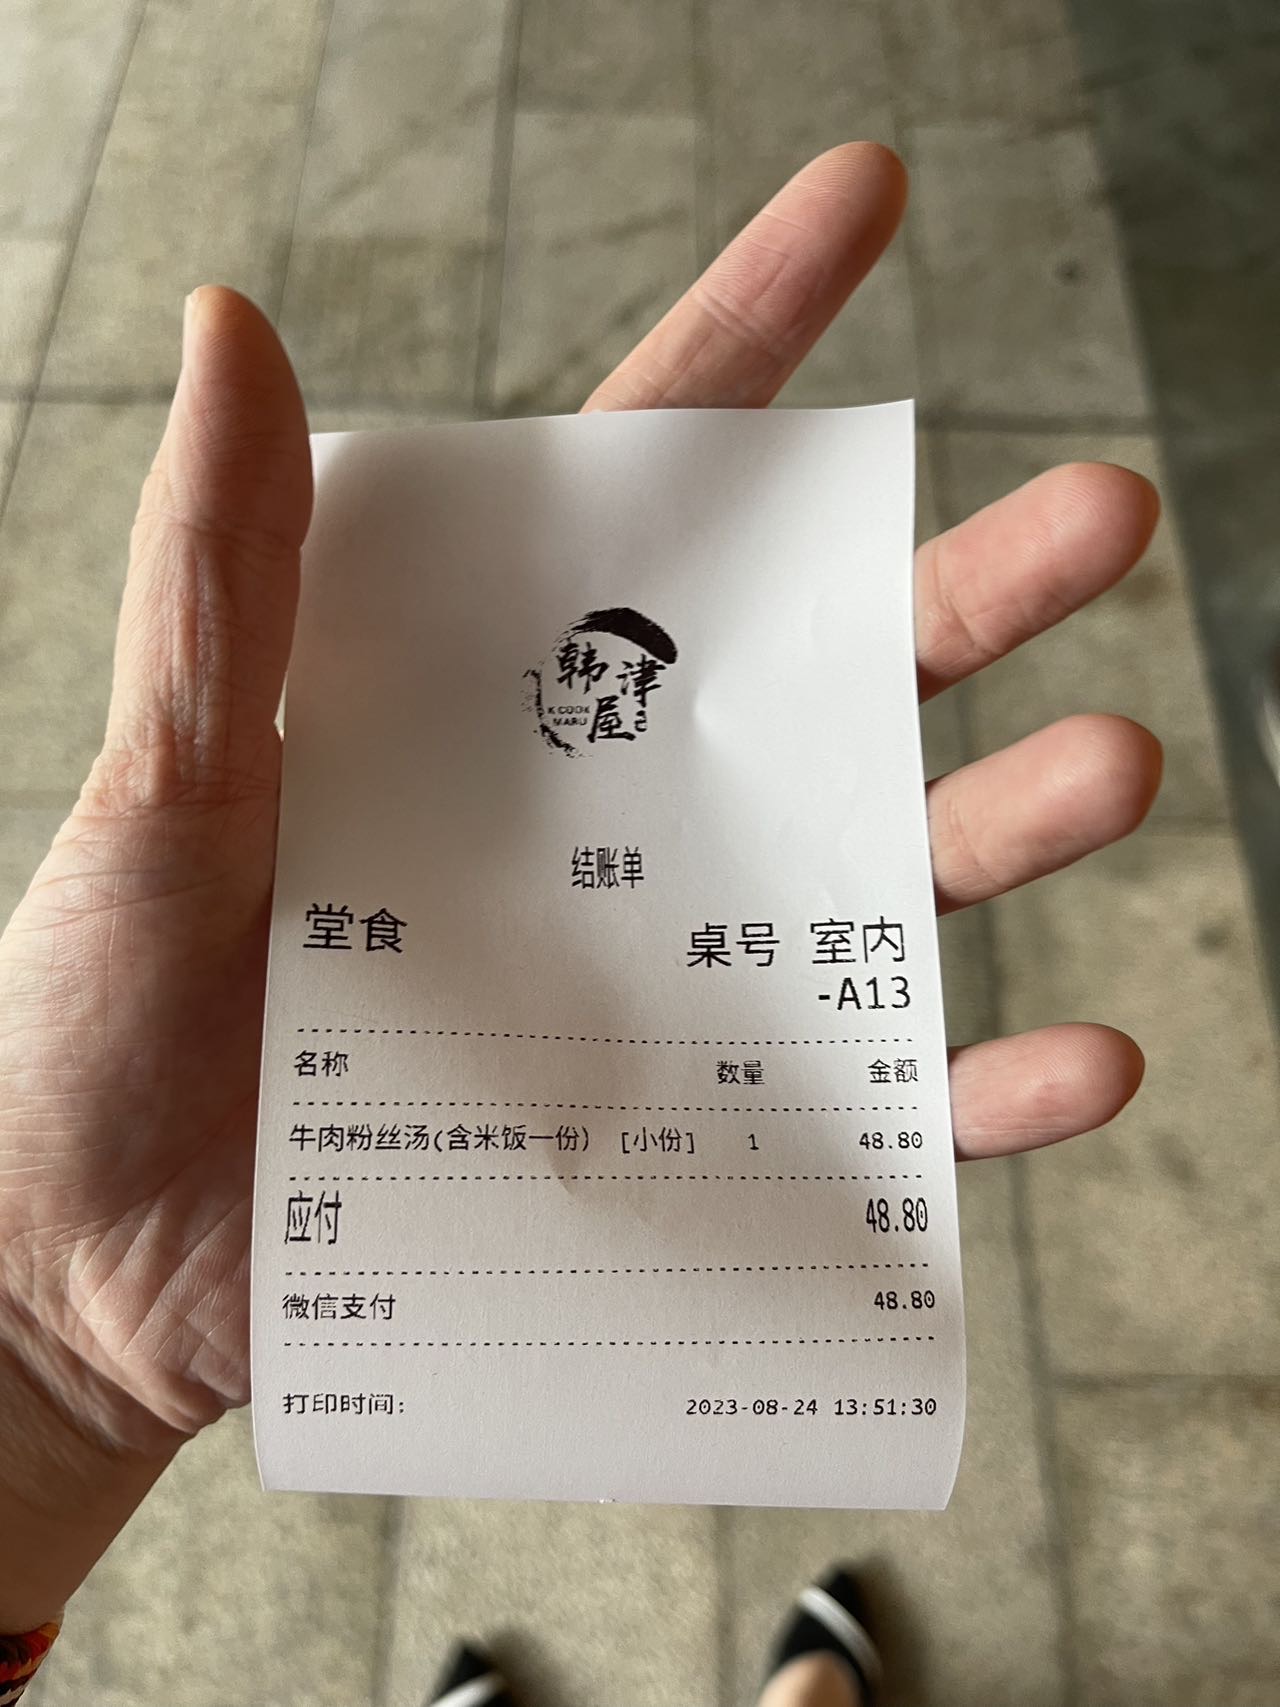 韩津
K COOK
MARU
屋
结账单
堂食
桌号 室内
-A13
名称 数量 金额
牛肉粉丝汤(含米饭一份) [小份] 1 48.80
应付 48.80
微信支付 48.80
打印时间: 2023-08-24 13:51:30